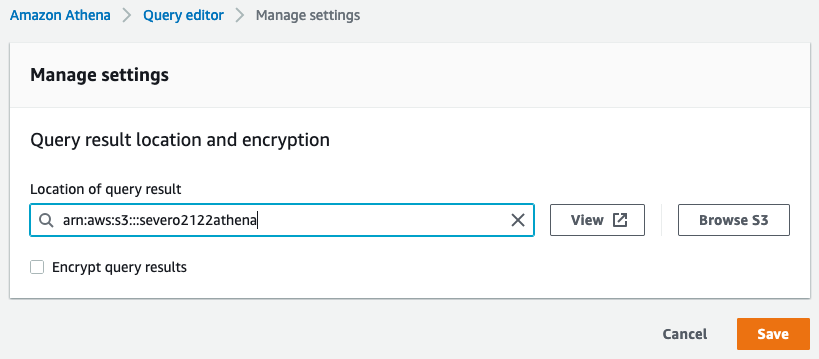 Amazon Athena > Query editor > Manage settings
Manage settings
Query result location and encryption
Location of query result
arn:aws:s3:::severo2122athena
View
Browse S3
Encrypt query results
Cancel
Save